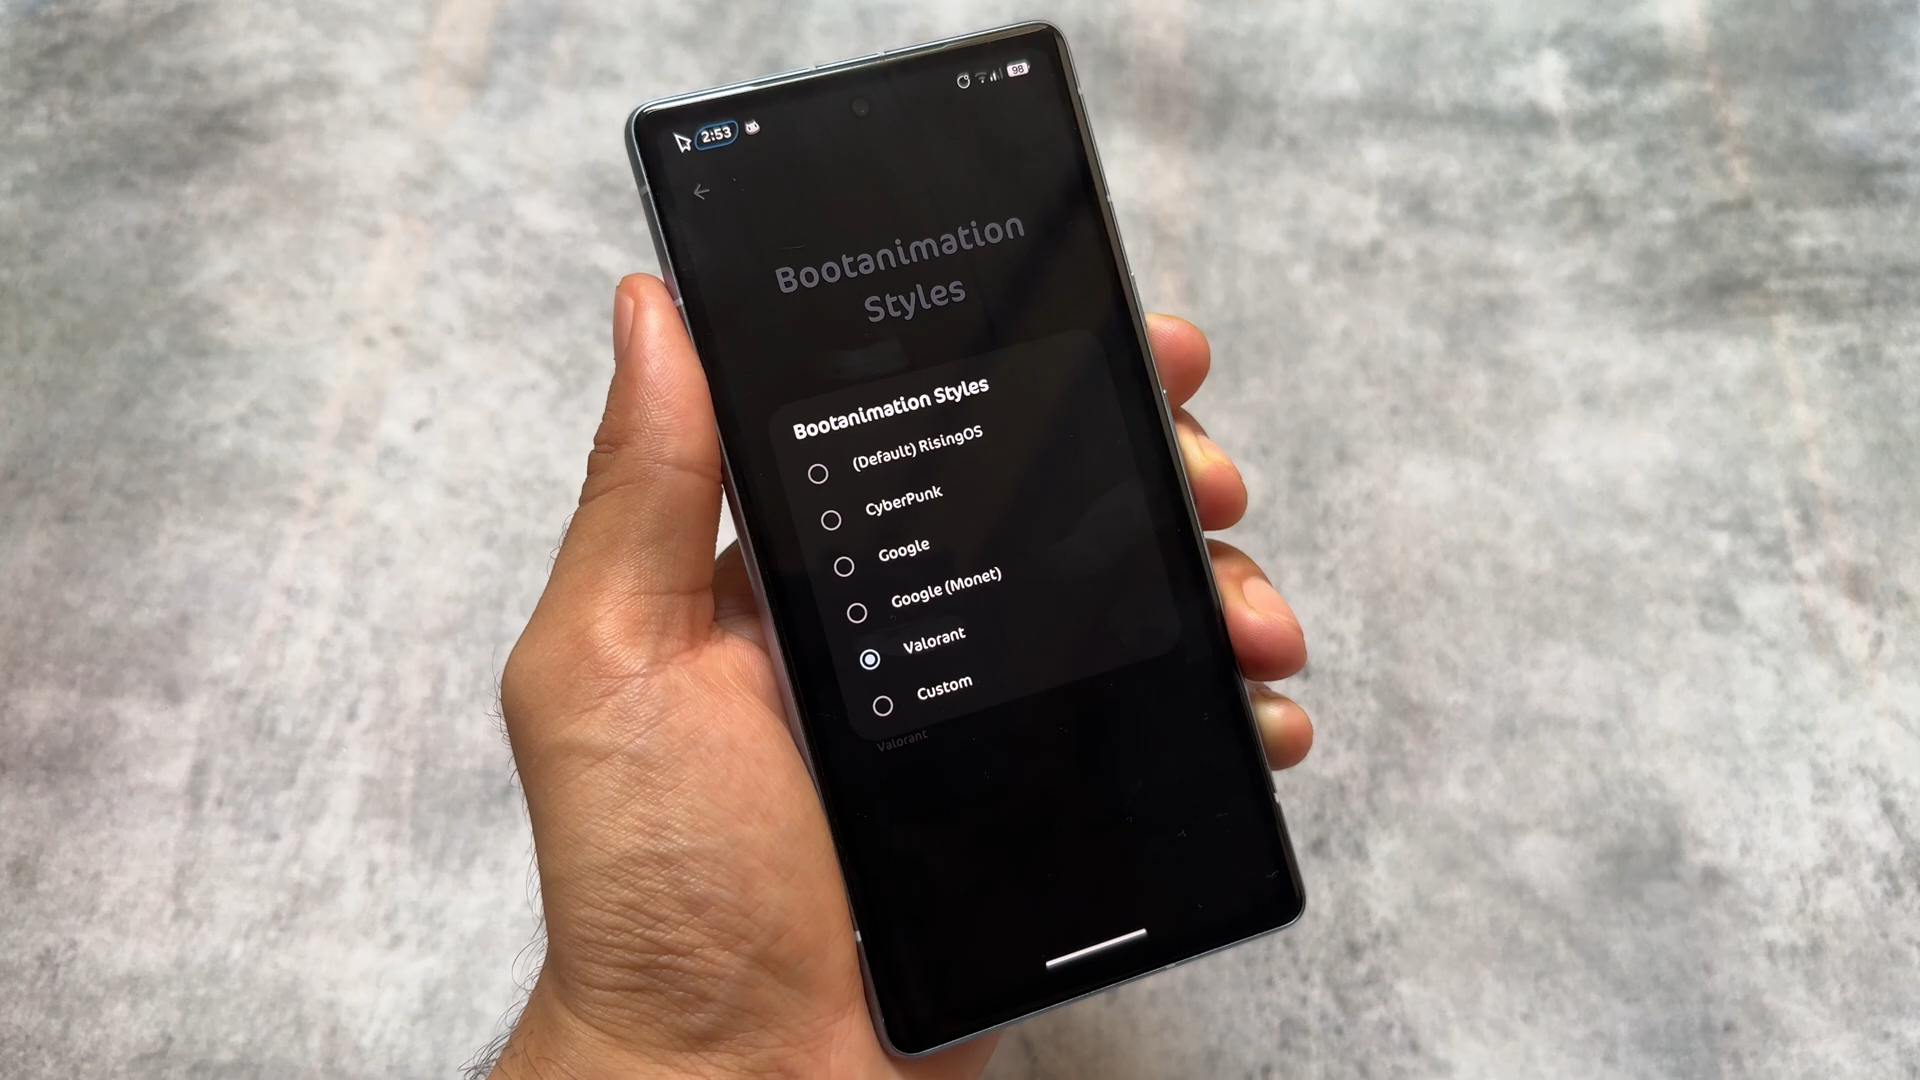 2:53
98
Bootanimation
Styles
Bootanimation Styles
(Default) RisingOS
CyberPunk
Google
Google (Monet)
Valorant
Custom
Valorant